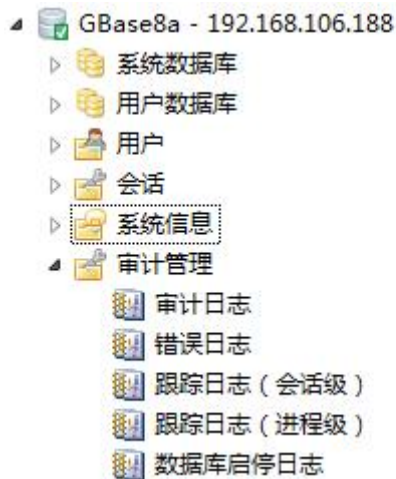 GBase8a - 192.168.106.188
系统数据库
用户数据库
用户
会话
系统信息
审计管理
审计日志
错误日志
跟踪日志（会话级）
跟踪日志（进程级）
数据库启停日志